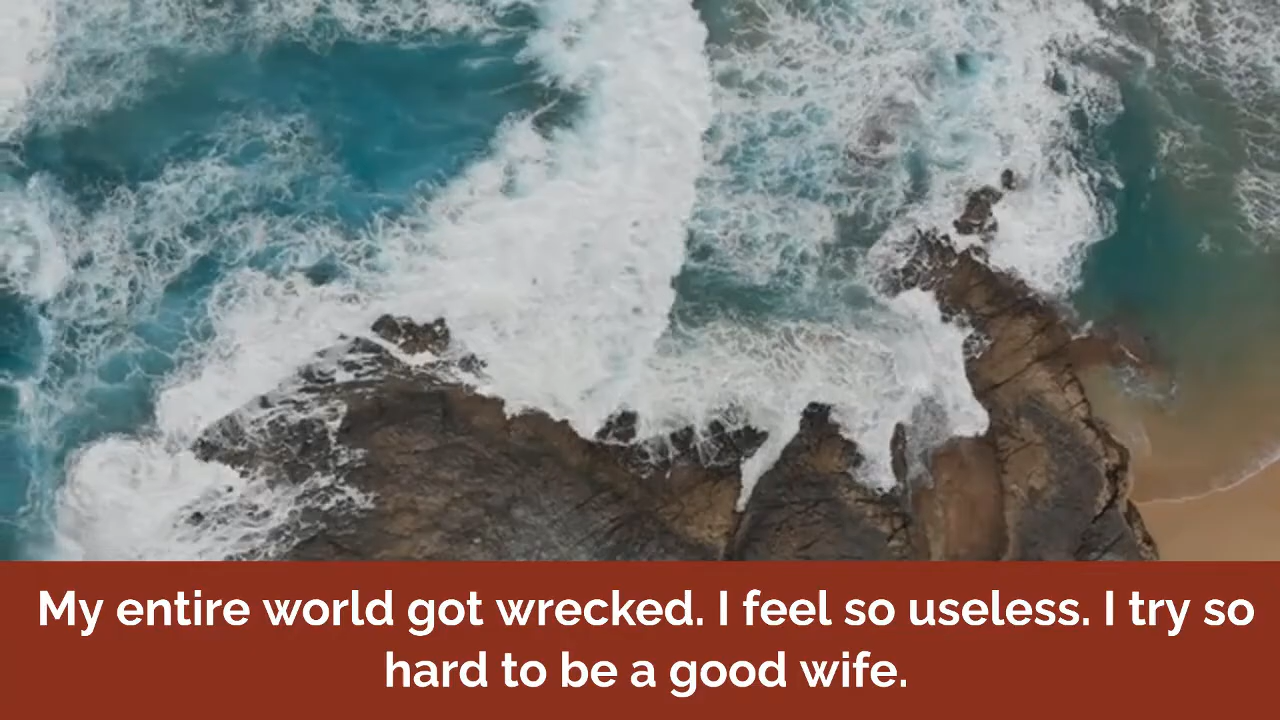 My entire world got wrecked. I feel so useless. I try so
hard to be a good wife.